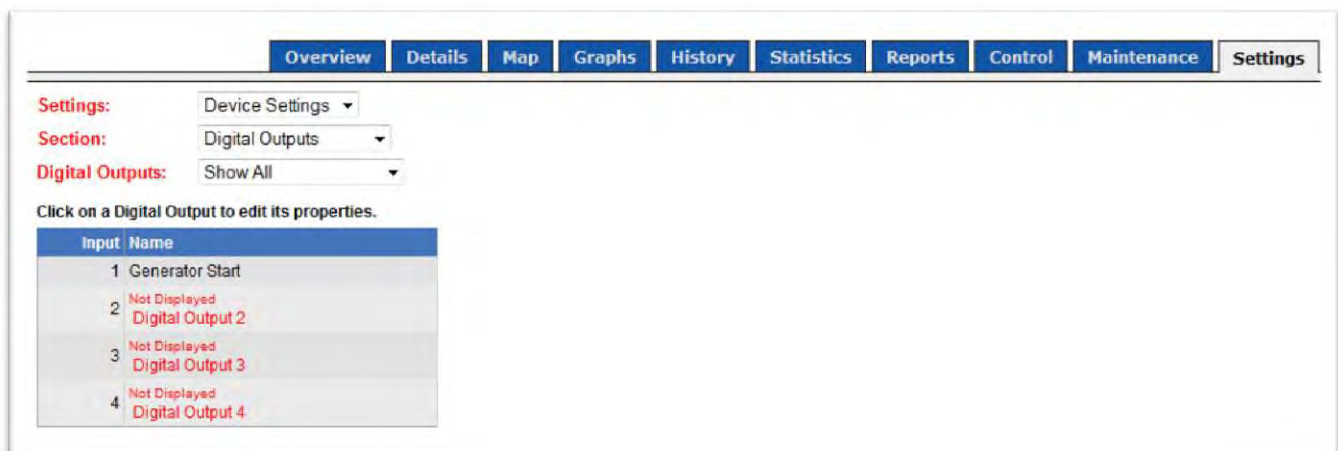 Overview Details Map Graphs History Statistics Reports Control Maintenance Settings
Settings: Device Settings
Section: Digital Outputs
Digital Outputs: Show All
Click on a Digital Output to edit its properties.
Input Name
1 Generator Start
2 Not Displayed
Digital Output 2
3 Not Displayed
Digital Output 3
4 Not Displayed
Digital Output 4